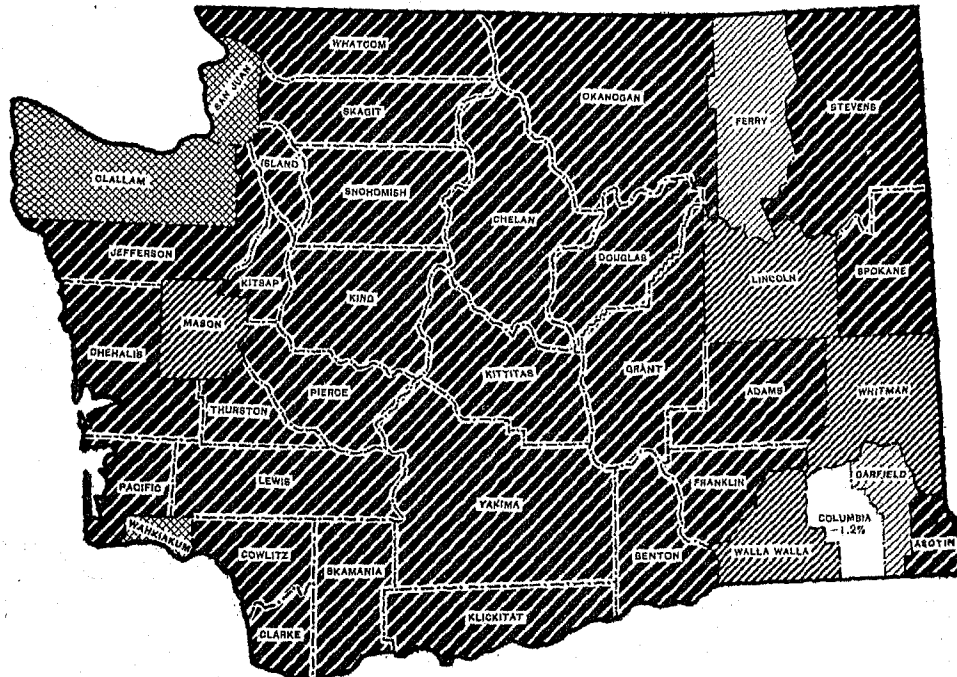 WHATCOM
SAN JUAN
SKAGIT
OKANOGAN
FERRY
STEVENS
CLALLAM
ISLAND
SNOHOMISH
CHELAN
DOUGLAS
JEFFERSON
KITSAP
KING
LINCOLN
SPOKANE
MASON
CHEHALIS
PIERCE
KITTITAS
GRANT
ADAMS
WHITMAN
THURSTON
PACIFIC
LEWIS
YAKIMA
FRANKLIN
GARFIELD
WAHKIAKUM
COLUMBIA
-1.2%
COWLITZ
SKAMANIA
BENTON
WALLA WALLA
ASOTIN
KLICKITAT
CLARKE